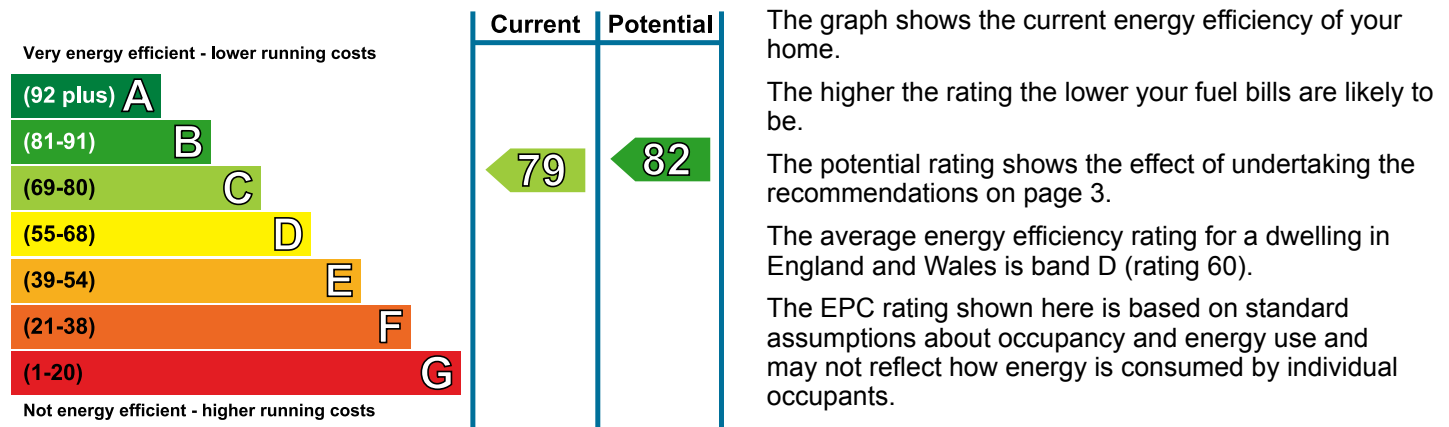 Current Potential
Very energy efficient - lower running costs
(92 plus) A
(81-91) B
(69-80) C
(55-68) D
(39-54) E
(21-38) F
(1-20) G
79
82
Not energy efficient - higher running costs
The graph shows the current energy efficiency of your
home.
The higher the rating the lower your fuel bills are likely to
be.
The potential rating shows the effect of undertaking the
recommendations on page 3.
The average energy efficiency rating for a dwelling in
England and Wales is band D (rating 60).
The EPC rating shown here is based on standard
assumptions about occupancy and energy use and
may not reflect how energy is consumed by individual
occupants.